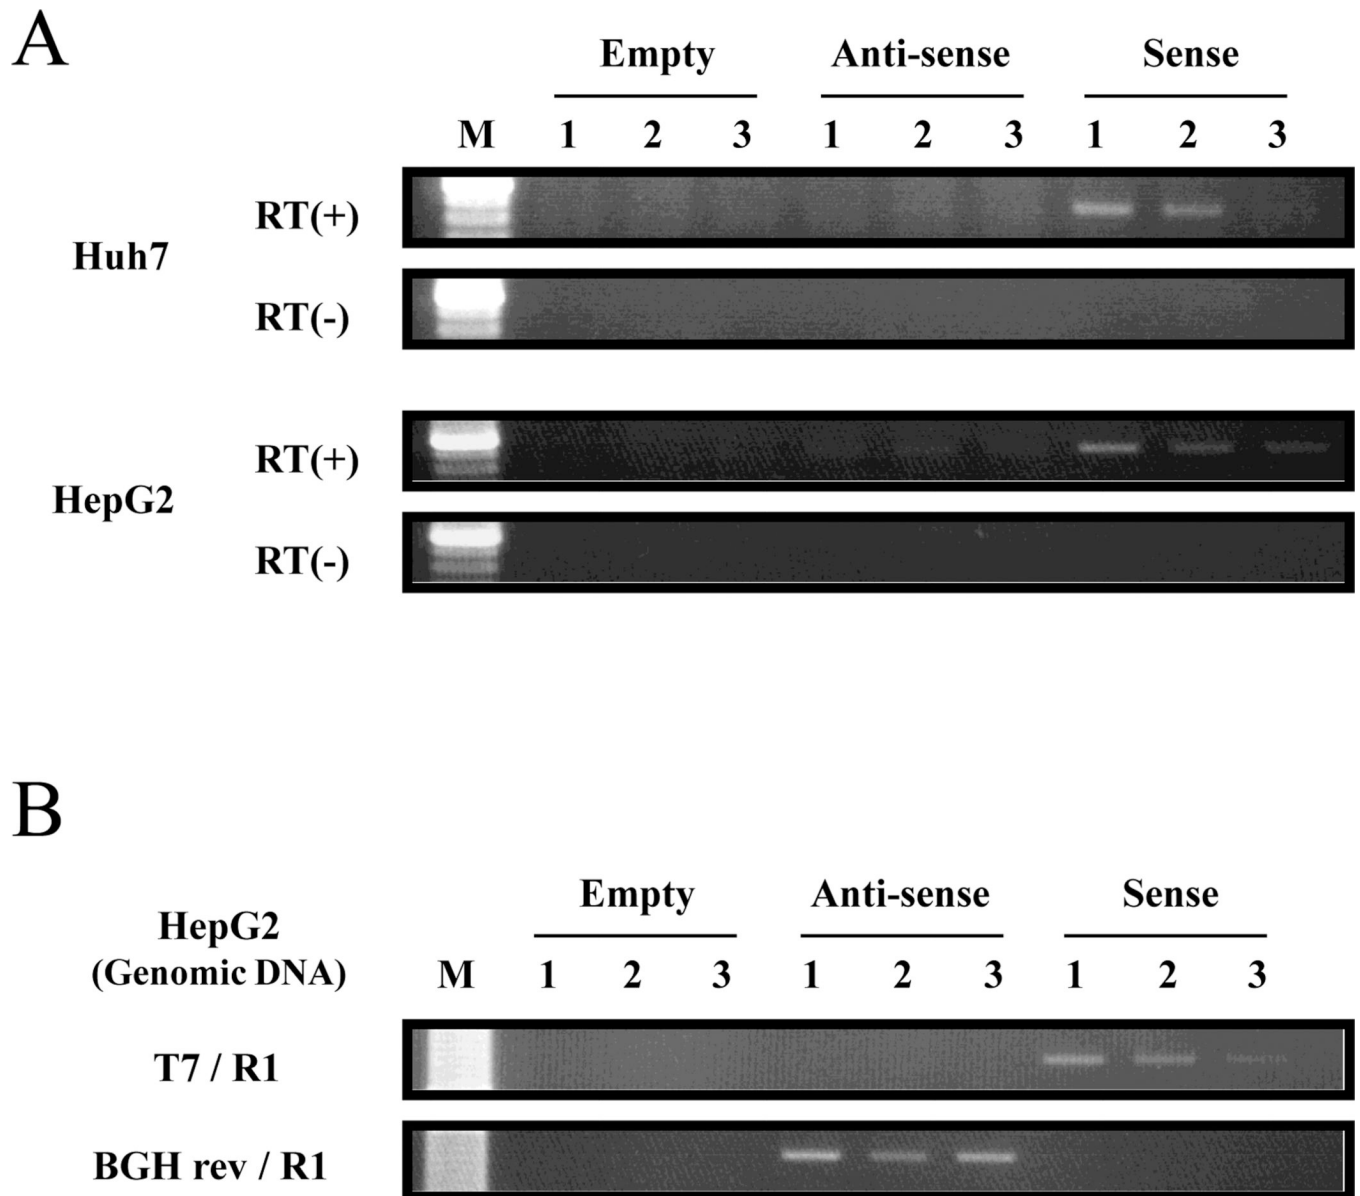 A
Empty Anti-sense Sense
M 1 2 3 1 2 3 1 2 3
RT(+)
Huh7
RT(-)
RT(+)
HepG2
RT(-)
B
Empty Anti-sense Sense
HepG2
(Genomic DNA) M 1 2 3 1 2 3 1 2 3
T7 / R1
BGH rev / R1